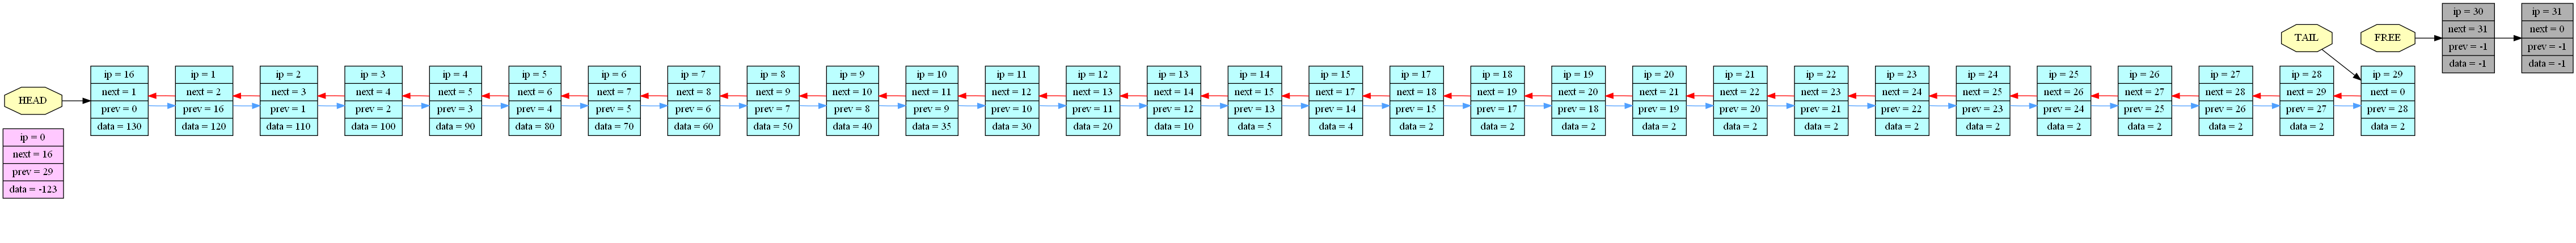 HEAD
ip = 0
next = 16
prev = 29
data = -123
ip = 16
next = 1
prev = 0
data = 130
ip = 1
next = 2
prev = 16
data = 120
ip = 2
next = 3
prev = 1
data = 110
ip = 3
next = 4
prev = 2
data = 100
ip = 4
next = 5
prev = 3
data = 90
ip = 5
next = 6
prev = 4
data = 80
ip = 6
next = 7
prev = 5
data = 70
ip = 7
next = 8
prev = 6
data = 60
ip = 8
next = 9
prev = 7
data = 50
ip = 9
next = 10
prev = 8
data = 40
ip = 10
next = 11
prev = 9
data = 35
ip = 11
next = 12
prev = 10
data = 30
ip = 12
next = 13
prev = 11
data = 20
ip = 13
next = 14
prev = 12
data = 10
ip = 14
next = 15
prev = 13
data = 5
ip = 15
next = 17
prev = 14
data = 4
ip = 17
next = 18
prev = 15
data = 2
ip = 18
next = 19
prev = 17
data = 2
ip = 19
next = 20
prev = 18
data = 2
ip = 20
next = 21
prev = 19
data = 2
ip = 21
next = 22
prev = 20
data = 2
ip = 22
next = 23
prev = 21
data = 2
ip = 23
next = 24
prev = 22
data = 2
ip = 24
next = 25
prev = 23
data = 2
ip = 25
next = 26
prev = 24
data = 2
ip = 26
next = 27
prev = 25
data = 2
ip = 27
next = 28
prev = 26
data = 2
ip = 28
next = 29
prev = 27
data = 2
TAIL
ip = 29
next = 0
prev = 28
data = 2
FREE
ip = 30
next = 31
prev = -1
data = -1
ip = 31
next = 0
prev = -1
data = -1